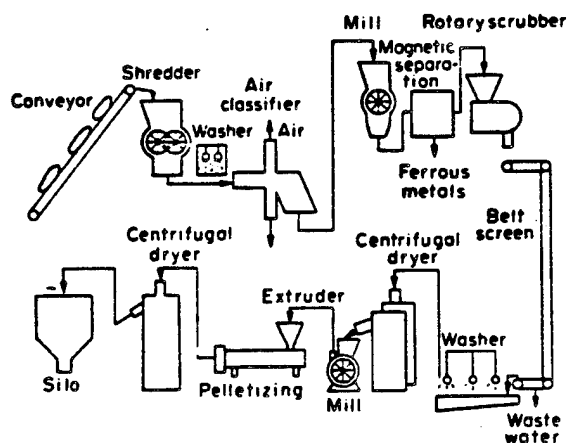 Conveyor
Shredder
Washer
Air
classifier
Air
Mill
Magnetic
separa-
tion
Rotary scrubber
Ferrous
metals
Belt
screen
Centrifugal
dryer
Silo
Extruder
Pelletizing
Mill
Centrifugal
dryer
Washer
Waste
water